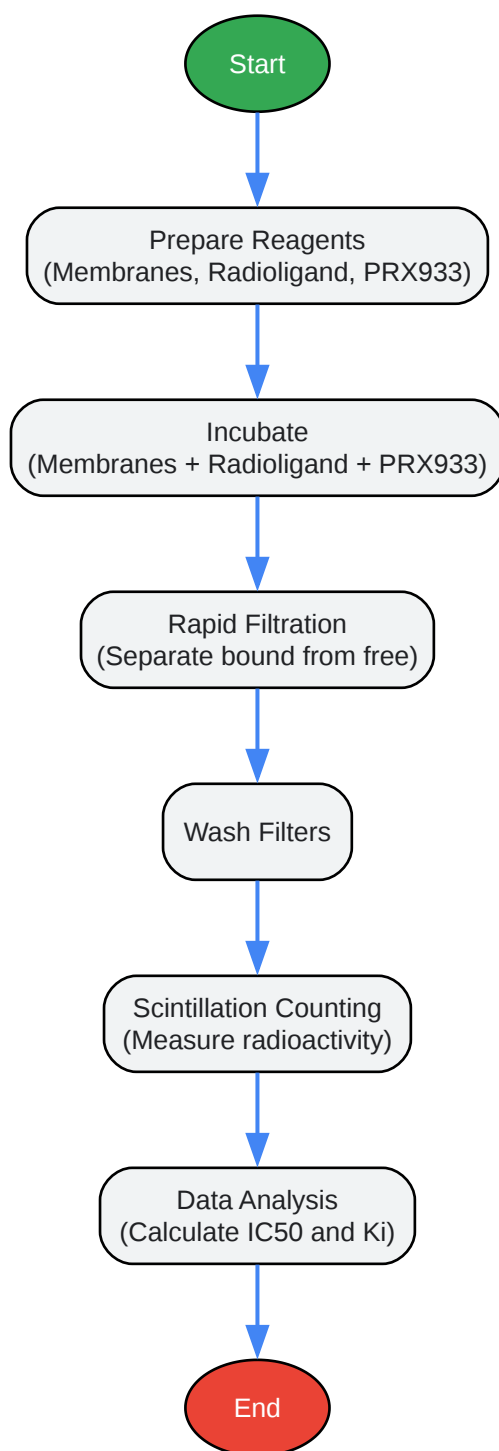 Start
Prepare Reagents
(Membranes, Radioligand, PRX933)
Incubate
(Membranes + Radioligand + PRX933)
Rapid Filtration
(Separate bound from free)
Wash Filters
Scintillation Counting
(Measure radioactivity)
Data Analysis
(Calculate IC50 and Ki)
End